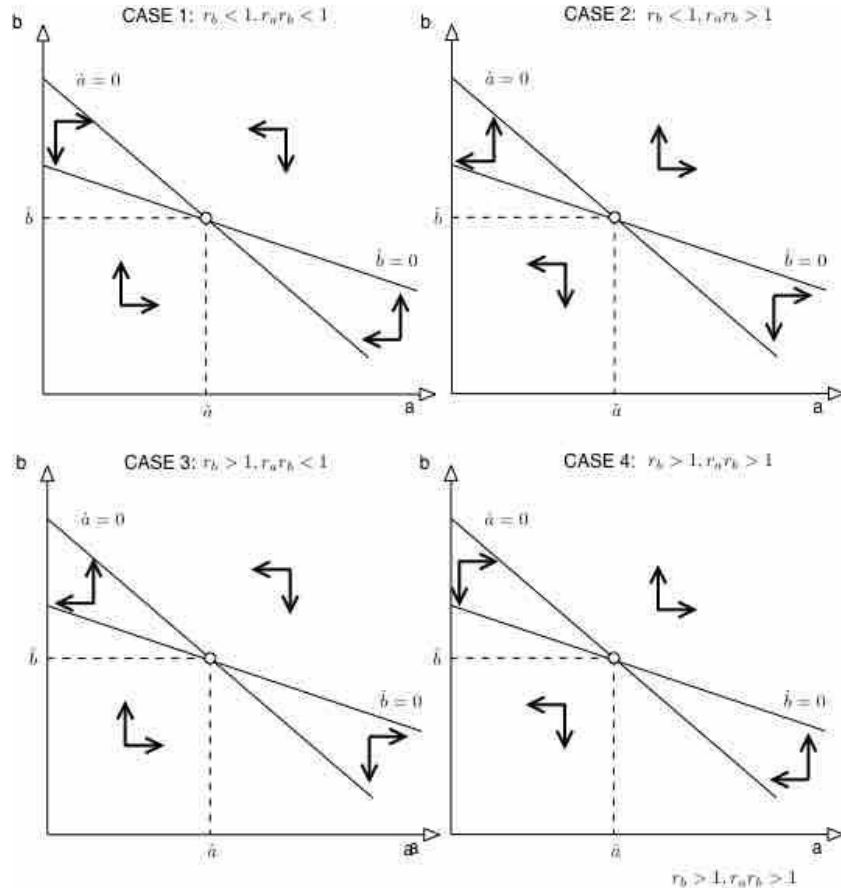 b CASE 1: r_b < 1, r_a r_b < 1
ȧ = 0
b̂
ḃ = 0
â a
b CASE 2: r_b < 1, r_a r_b > 1
ȧ = 0
b̂
ḃ = 0
â a
b CASE 3: r_b > 1, r_a r_b < 1
ȧ = 0
b̂
ḃ = 0
â a a
b CASE 4: r_b > 1, r_a r_b > 1
ȧ = 0
b̂
ḃ = 0
â a
r_b > 1, r_a r_b > 1